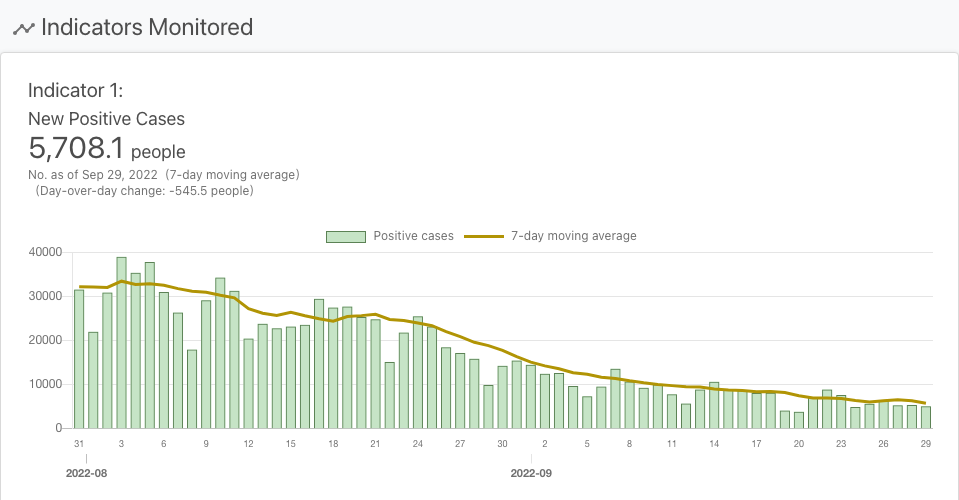 Indicators Monitored
Indicator 1:
New Positive Cases
5,708.1 people
No. as of Sep 29, 2022 (7-day moving average)
(Day-over-day change: -545.5 people)
Positive cases 7-day moving average
40000
30000
20000
10000
0
31 3 6 9 12 15 18 21 24 27 30 2 5 8 11 14 17 20 23 26 29
2022-08 2022-09